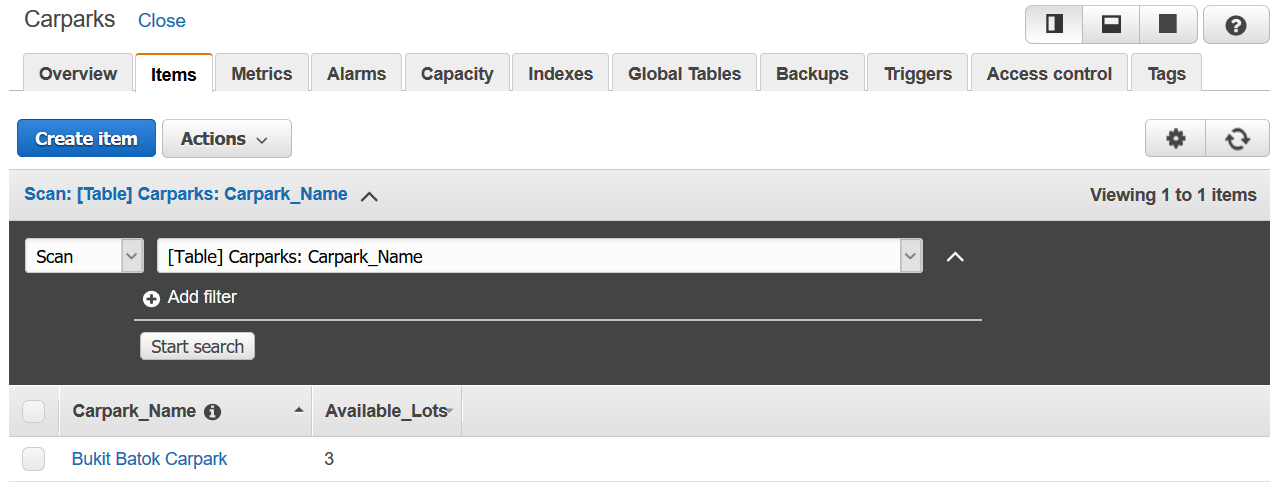 Carparks Close
Overview Items Metrics Alarms Capacity Indexes Global Tables Backups Triggers Access control Tags
Create item Actions
Scan: [Table] Carparks: Carpark_Name Viewing 1 to 1 items
Scan [Table] Carparks: Carpark_Name
Add filter
Start search
Carpark_Name Available_Lots
Bukit Batok Carpark 3